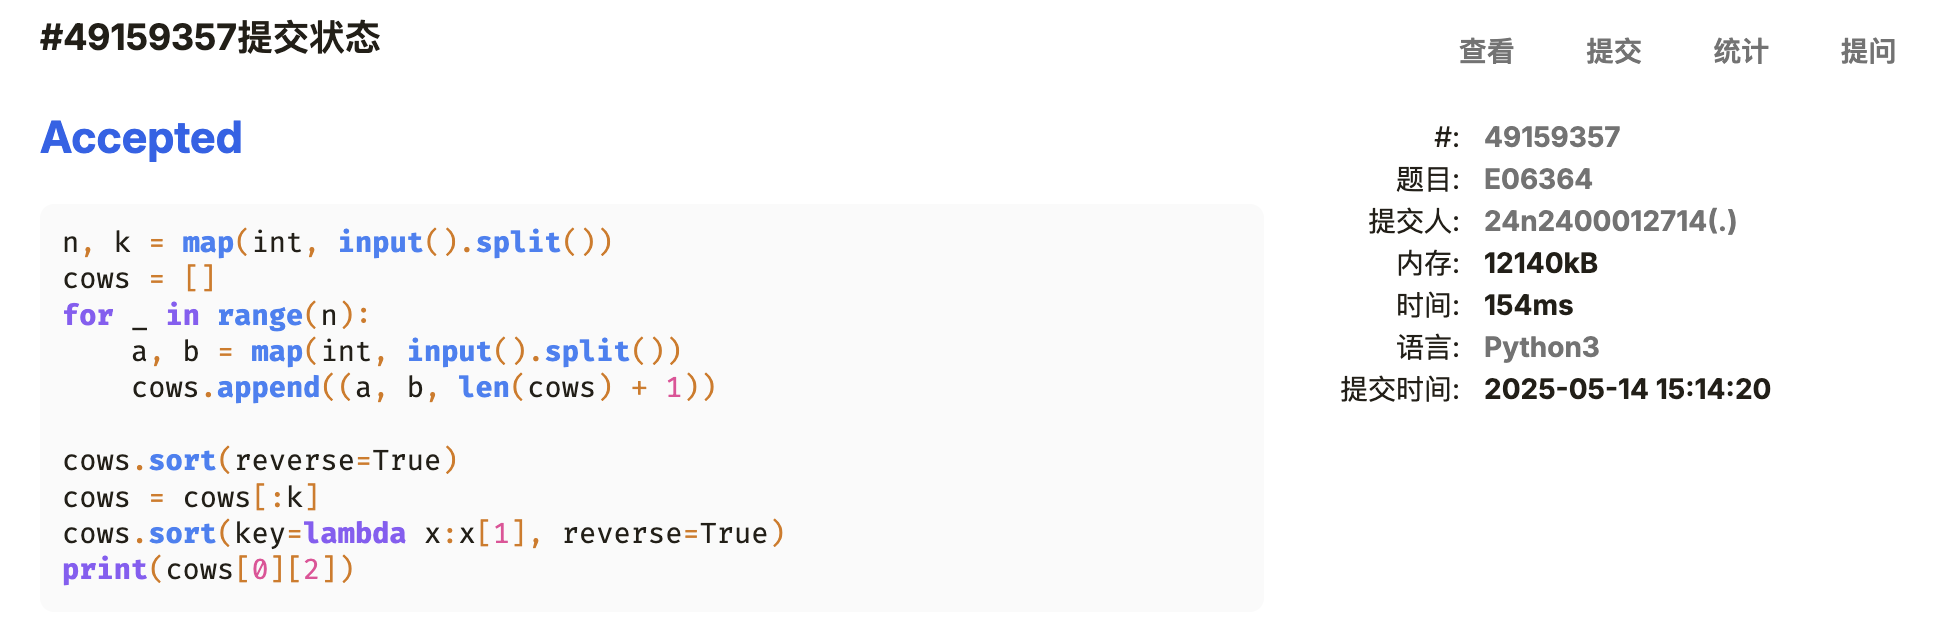 #49159357提交状态
查看 提交 统计 提问
Accepted
n, k = map(int, input().split())
cows = []
for _ in range(n):
    a, b = map(int, input().split())
    cows.append((a, b, len(cows) + 1))

cows.sort(reverse=True)
cows = cows[:k]
cows.sort(key=lambda x:x[1], reverse=True)
print(cows[0][2])
#: 49159357
题目: E06364
提交人: 24n2400012714(.)
内存: 12140kB
时间: 154ms
语言: Python3
提交时间: 2025-05-14 15:14:20